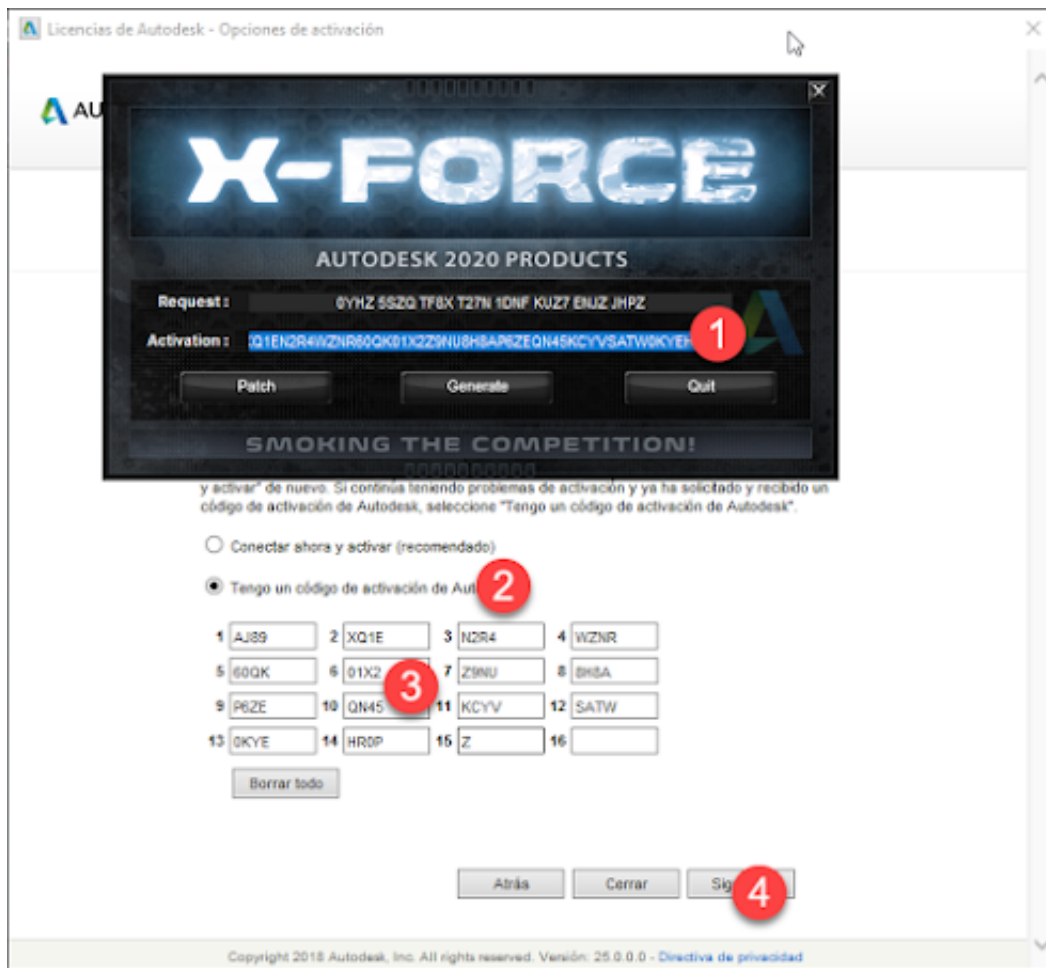 Licencias de Autodesk - Opciones de activación
AU
X-FORCE
AUTODESK 2020 PRODUCTS
Request: 0YHZ 5SZQ TF8X T27N 1DNF KUZ7 ENJZ JHPZ
Activation:
1
Patch Generate Quit
SMOKING THE COMPETITION!
y activar" de nuevo. Si continúa teniendo problemas de activación y ya ha solicitado y recibido un
código de activación de Autodesk, seleccione "Tengo un código de activación de Autodesk".
Conectar ahora y activar (recomendado)
Tengo un código de activación de Aut 2
1 AJ89 2 XQ1E 3 N2R4 4 WZNR
5 60QK 6 01X2 7 Z9NU 8 8H8A
3
9 P6ZE 10 QN45 11 KCYV 12 SATW
13 0KYE 14 HR0P 15 Z 16
Borrar todo
Atrás Cerrar Sig 4
Copyright 2018 Autodesk, Inc. All rights reserved. Versión: 25.0.0.0 - Directiva de privacidad